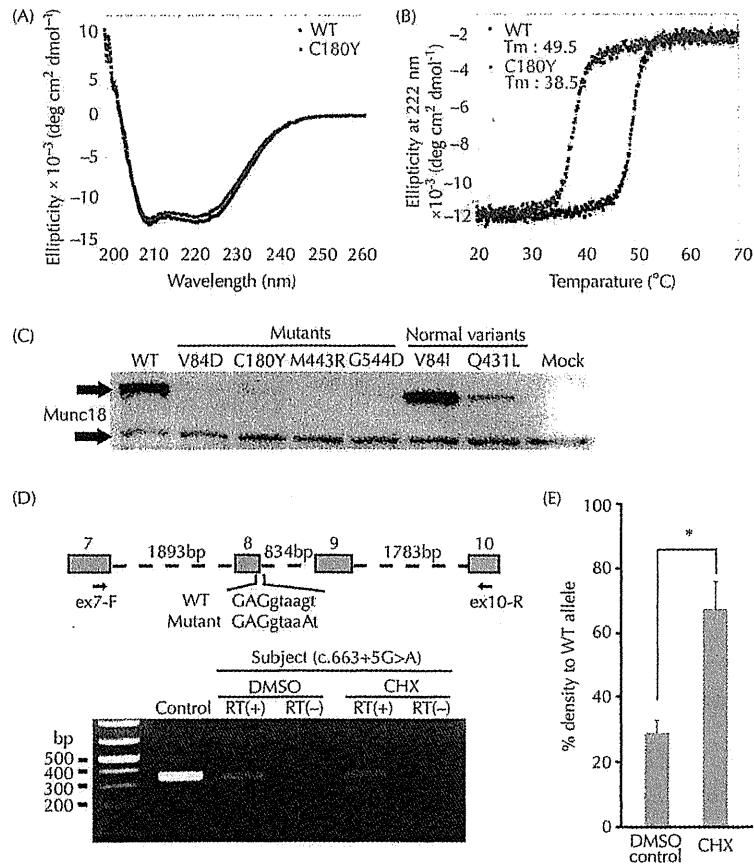 (A)
10
5
0
−5
−10
−15
Ellipticity × 10⁻³ (deg cm² dmol⁻¹)
WT
C180Y
200 210 220 230 240 250 260
Wavelength (nm)
(B)
−2
−4
−6
−8
−10
−12
Ellipticity at 222 nm
×10⁻³ (deg cm² dmol⁻¹)
WT
Tm : 49.5
C180Y
Tm : 38.5
20 30 40 50 60 70
Temparature (°C)
(C)
Mutants Normal variants
WT V84D C180Y M443R G544D V84I Q431L Mock
Munc18
(D)
7 8 9 10
1893bp 834bp 1783bp
ex7-F ex10-R
WT GAGgtaagt
Mutant GAGgtaaAt
Subject (c.663+5G>A)
DMSO CHX
Control RT(+) RT(−) RT(+) RT(−)
bp
500
400
300
200
(E)
100
80
60
40
20
0
% density to WT allele
*
DMSO CHX
control